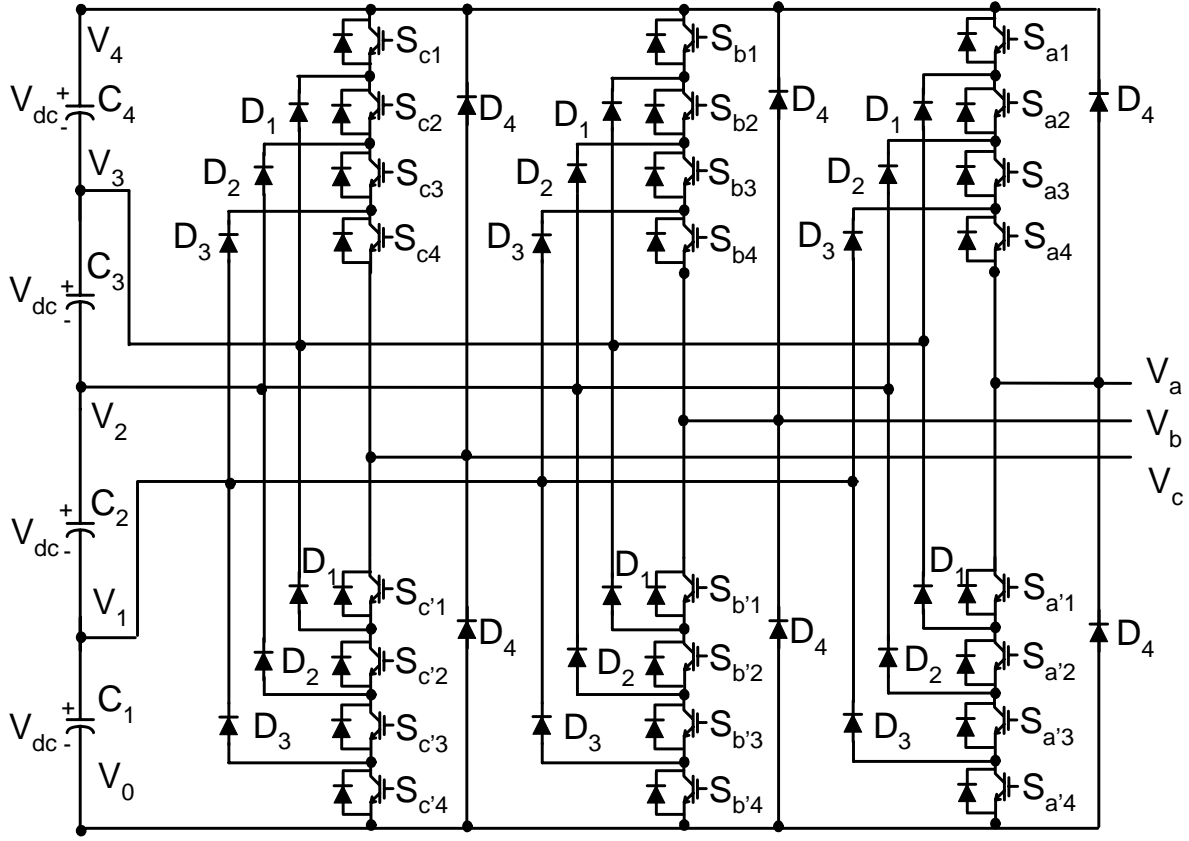 V4 Sc1 Sb1 Sa1
Vdc + - C4 D1 Sc2 D4 D1 Sb2 D4 D1 Sa2 D4
V3 D2 Sc3 D2 Sb3 D2 Sa3
D3 Sc4 D3 Sb4 D3 Sa4
Vdc + - C3
Va
V2 Vb
Vc
Vdc + - C2
V1 D1 Sc'1 D1 Sb'1 D1 Sa'1
D2 Sc'2 D4 D2 Sb'2 D4 D2 Sa'2 D4
Vdc + - C1 D3 Sc'3 D3 Sb'3 D3 Sa'3
V0 Sc'4 Sb'4 Sa'4